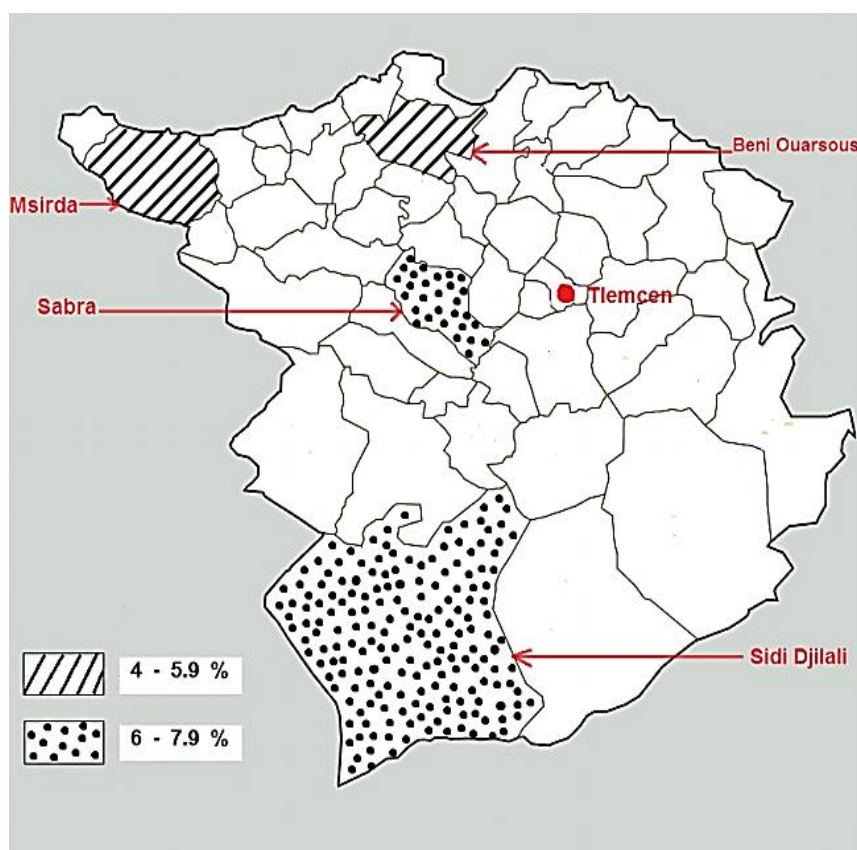 Beni Ouarsous
Msirda
Tlemcen
Sabra
Sidi Djilali
4 - 5.9 %
6 - 7.9 %